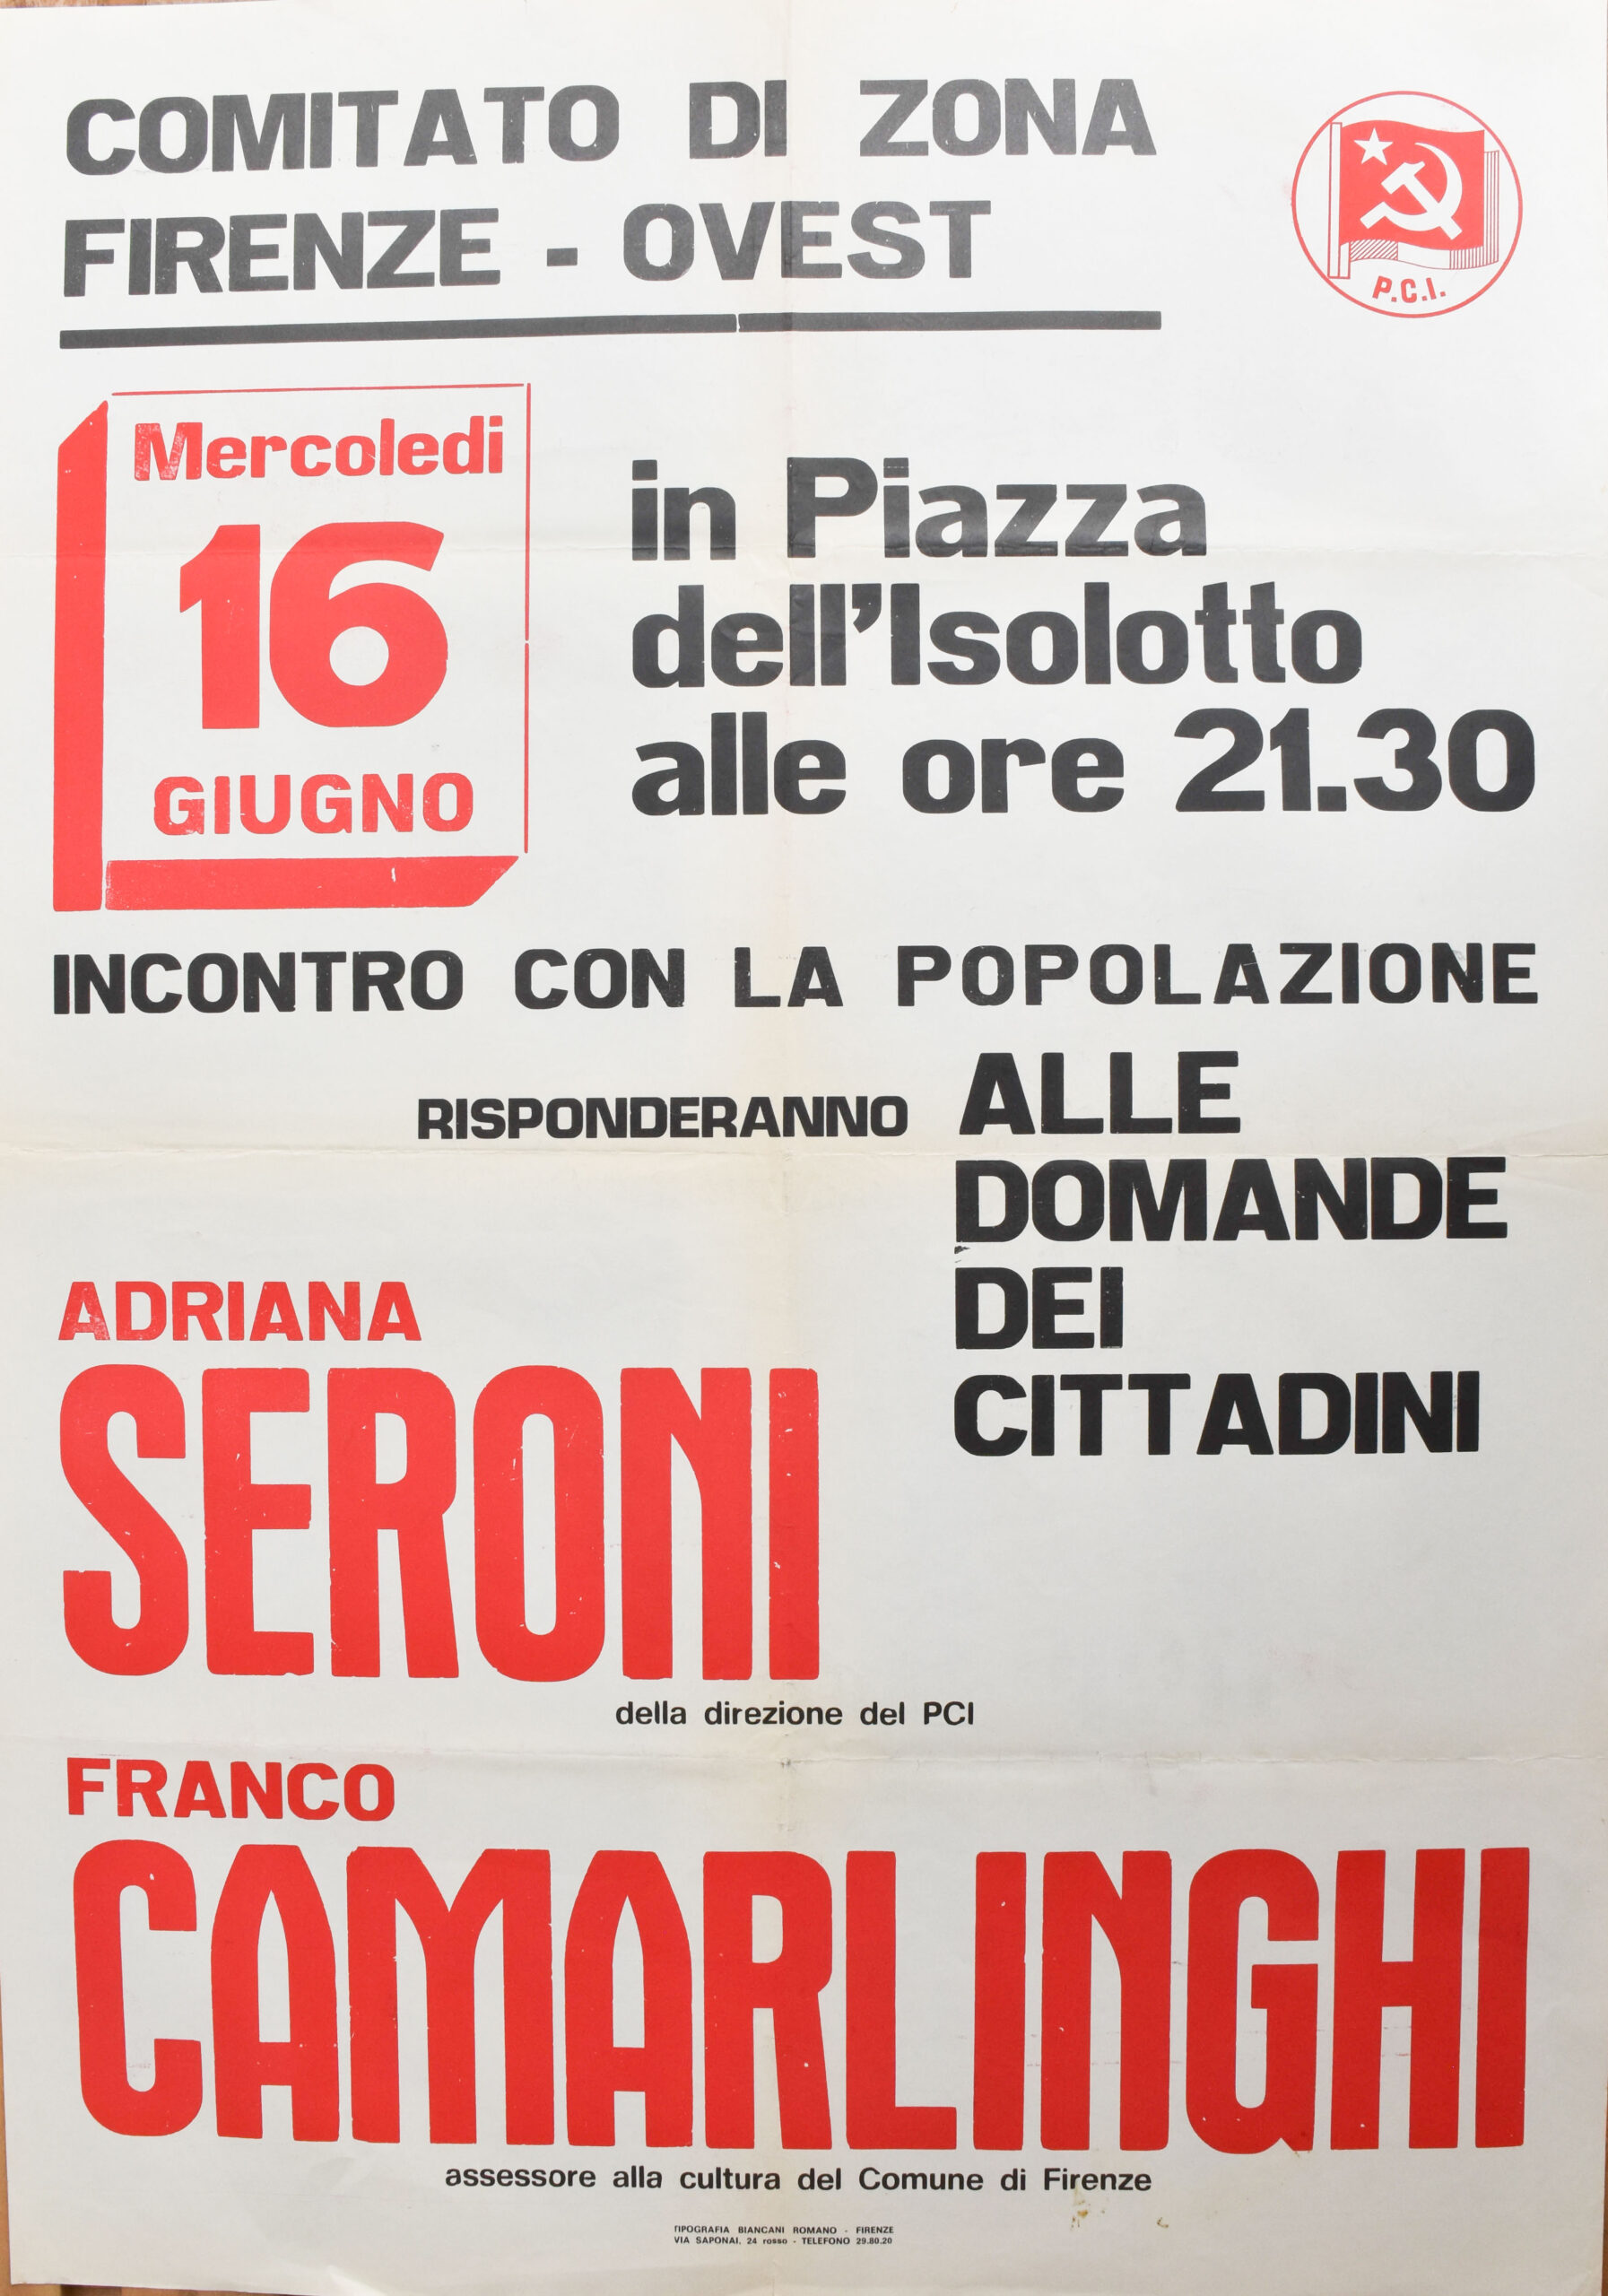 COMITATO DI ZONA
FIRENZE - OVEST
P.C.I.
Mercoledi
16
GIUGNO
in Piazza
dell'Isolotto
alle ore 21.30
INCONTRO CON LA POPOLAZIONE
RISPONDERANNO ALLE
DOMANDE
DEI
CITTADINI
ADRIANA
SERONI
della direzione del PCI
FRANCO
CAMARLINGHI
assessore alla cultura del Comune di Firenze
TIPOGRAFIA BIANCANI ROMANO - FIRENZE
VIA SAPONAI, 24 rosso - TELEFONO 29.80.20